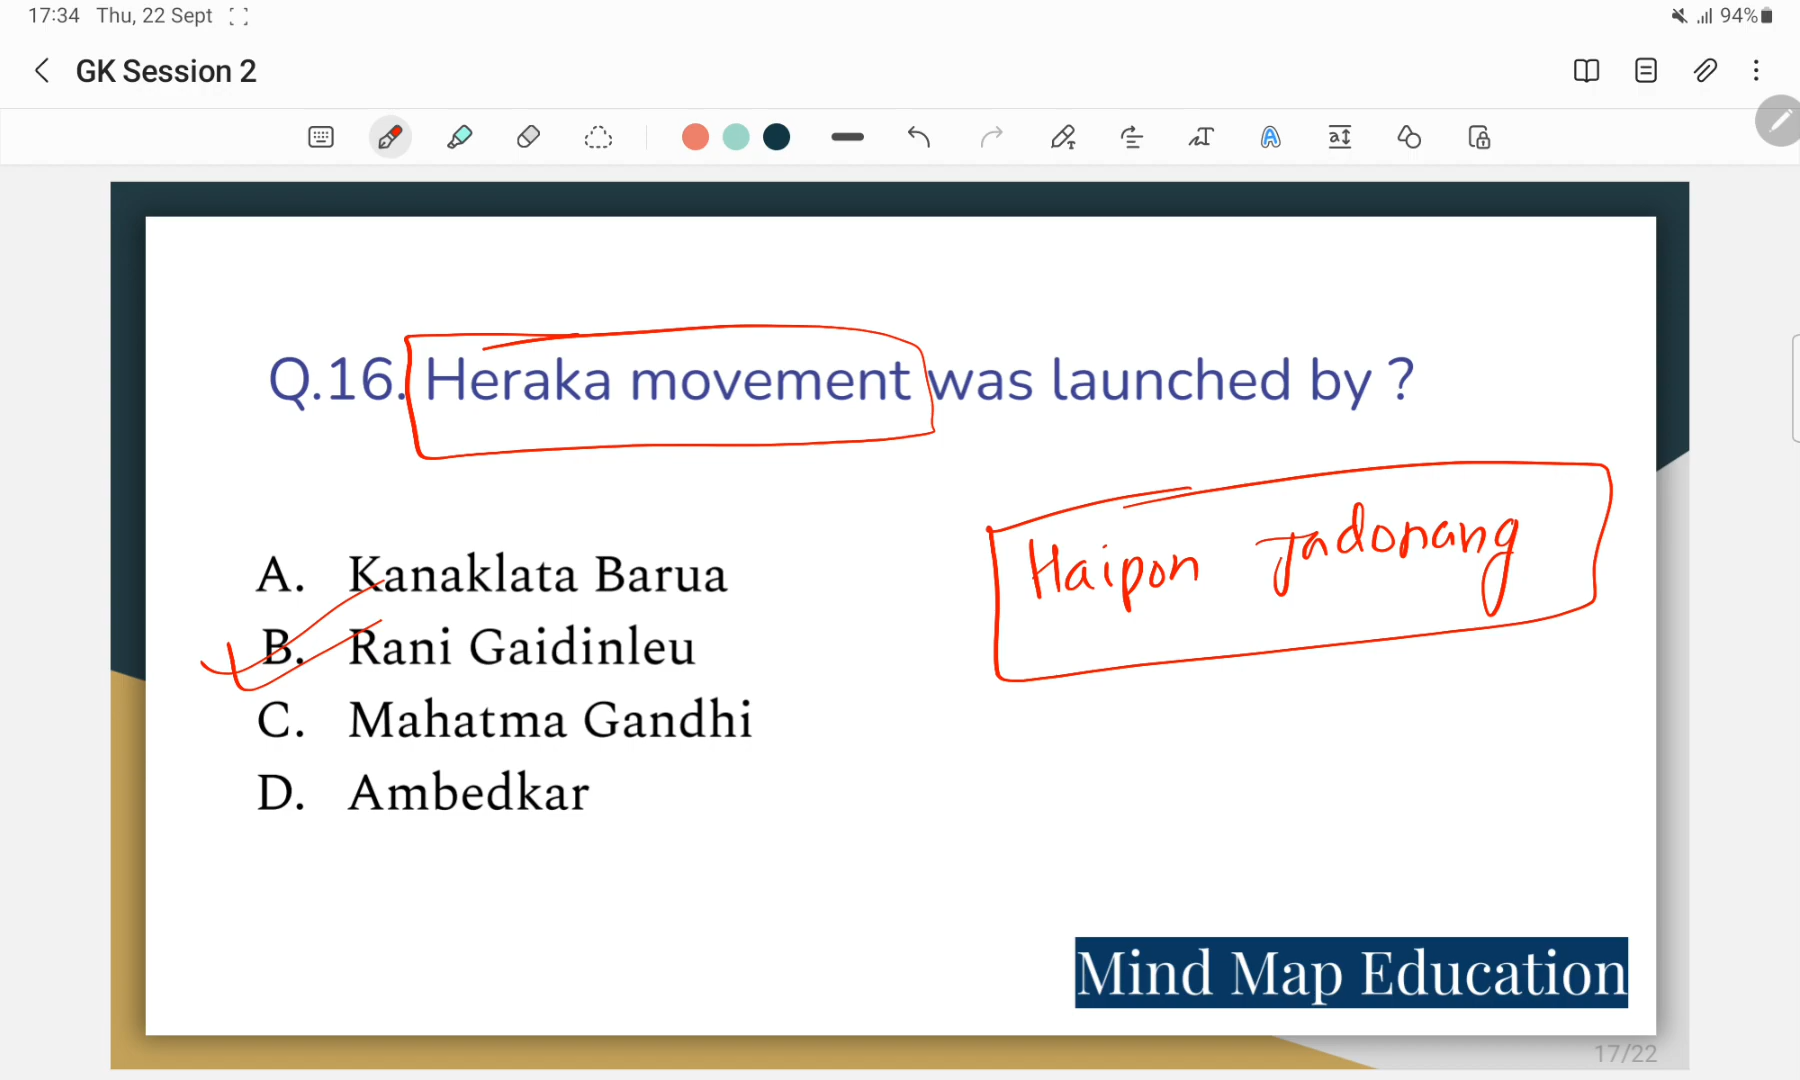 17:34 Thu, 22 Sept
94%
GK Session 2
Q.16. Heraka movement was launched by ?
Haipon Jadonang
A. Kanaklata Barua
B. Rani Gaidinleu
C. Mahatma Gandhi
D. Ambedkar
Mind Map Education
17/22